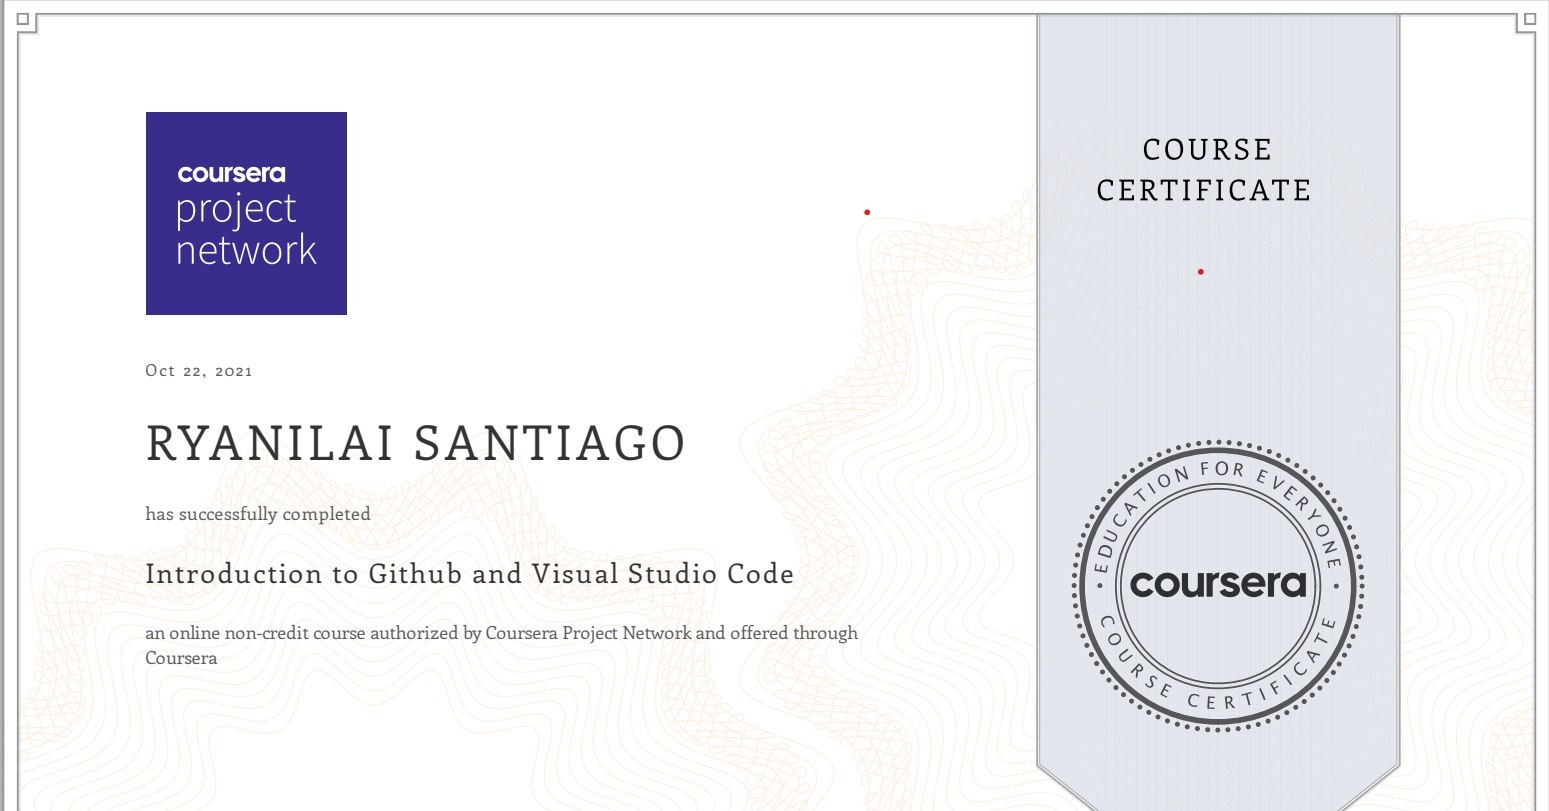 coursera
project
network
Oct 22, 2021
RYANILAI SANTIAGO
has successfully completed
Introduction to Github and Visual Studio Code
an online non-credit course authorized by Coursera Project Network and offered through
Coursera
COURSE
CERTIFICATE
EDUCATION FOR EVERYONE
coursera
COURSE CERTIFICATE